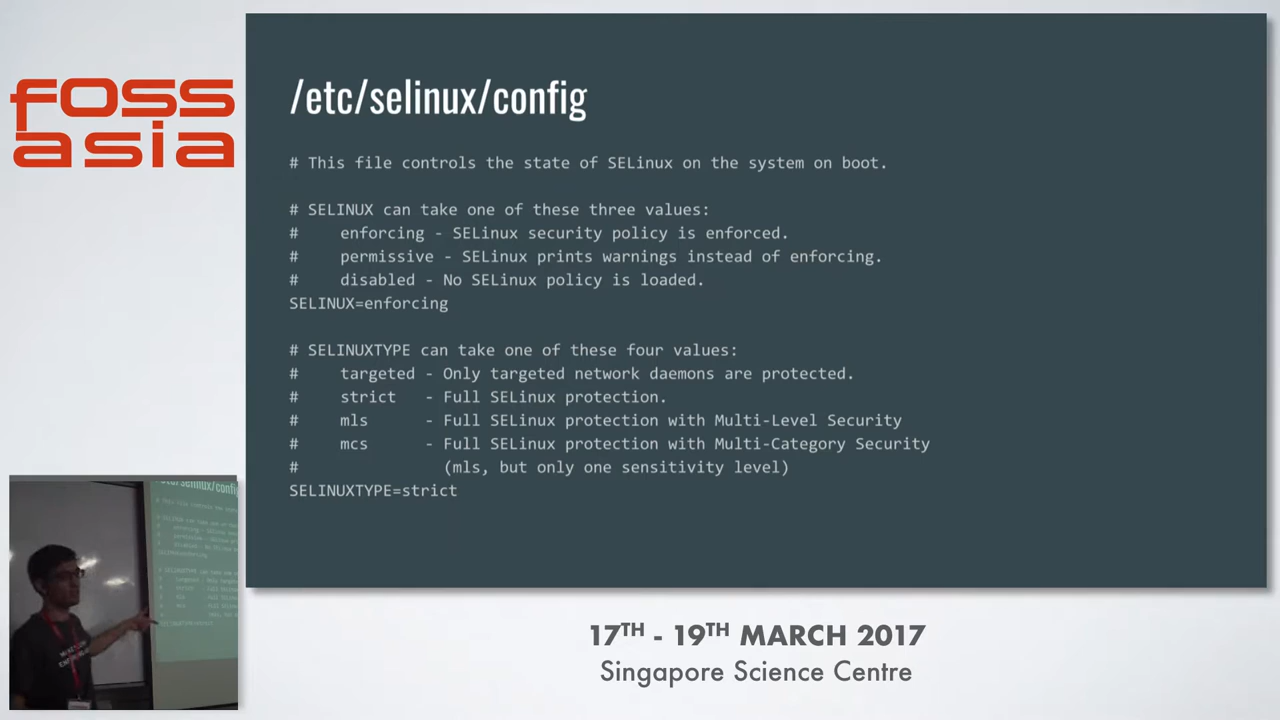 foss
asia
/etc/selinux/config
# This file controls the state of SELinux on the system on boot.
# SELINUX can take one of these three values:
#     enforcing - SELinux security policy is enforced.
#     permissive - SELinux prints warnings instead of enforcing.
#     disabled - No SELinux policy is loaded.
SELINUX=enforcing
# SELINUXTYPE can take one of these four values:
#     targeted - Only targeted network daemons are protected.
#     strict   - Full SELinux protection.
#     mls      - Full SELinux protection with Multi-Level Security
#     mcs      - Full SELinux protection with Multi-Category Security
#                (mls, but only one sensitivity level)
SELINUXTYPE=strict
17TH - 19TH MARCH 2017
Singapore Science Centre